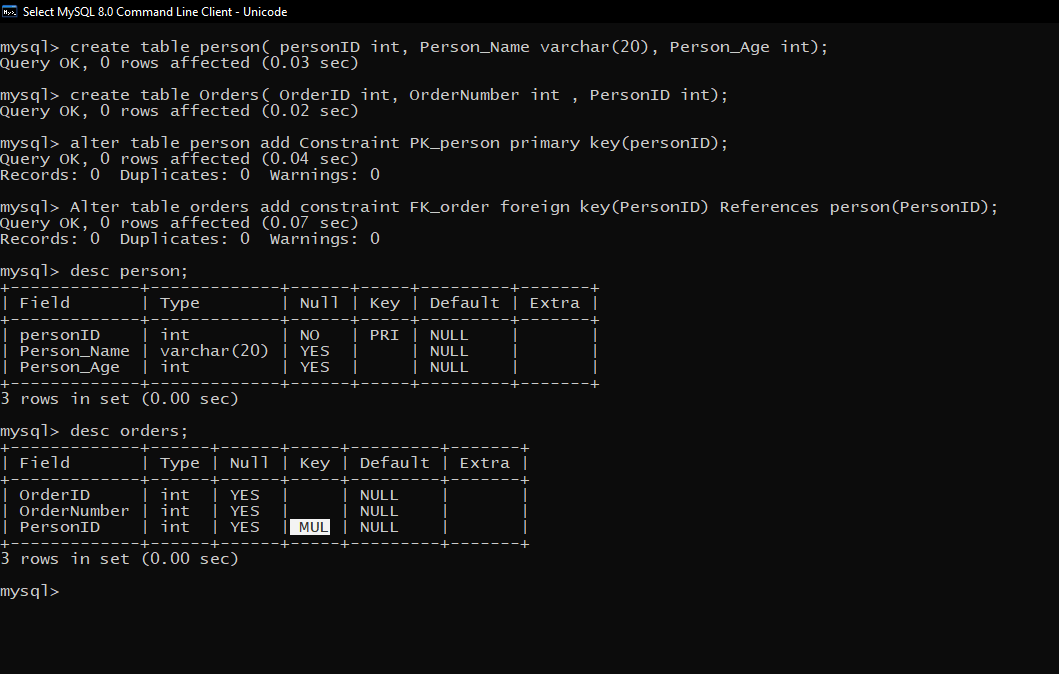 Select MySQL 8.0 Command Line Client - Unicode
mysql> create table person( personID int, Person_Name varchar(20), Person_Age int);
Query OK, 0 rows affected (0.03 sec)
mysql> create table Orders( OrderID int, OrderNumber int , PersonID int);
Query OK, 0 rows affected (0.02 sec)
mysql> alter table person add Constraint PK_person primary key(personID);
Query OK, 0 rows affected (0.04 sec)
Records: 0  Duplicates: 0  Warnings: 0
mysql> Alter table orders add constraint FK_order foreign key(PersonID) References person(PersonID);
Query OK, 0 rows affected (0.07 sec)
Records: 0  Duplicates: 0  Warnings: 0
mysql> desc person;
+-------------+-------------+------+-----+---------+-------+
| Field       | Type        | Null | Key | Default | Extra |
+-------------+-------------+------+-----+---------+-------+
| personID    | int         | NO   | PRI | NULL    |       |
| Person_Name | varchar(20) | YES  |     | NULL    |       |
| Person_Age  | int         | YES  |     | NULL    |       |
+-------------+-------------+------+-----+---------+-------+
3 rows in set (0.00 sec)
mysql> desc orders;
+-------------+------+------+-----+---------+-------+
| Field       | Type | Null | Key | Default | Extra |
+-------------+------+------+-----+---------+-------+
| OrderID     | int  | YES  |     | NULL    |       |
| OrderNumber | int  | YES  |     | NULL    |       |
| PersonID    | int  | YES  | MUL | NULL    |       |
+-------------+------+------+-----+---------+-------+
3 rows in set (0.00 sec)
mysql>